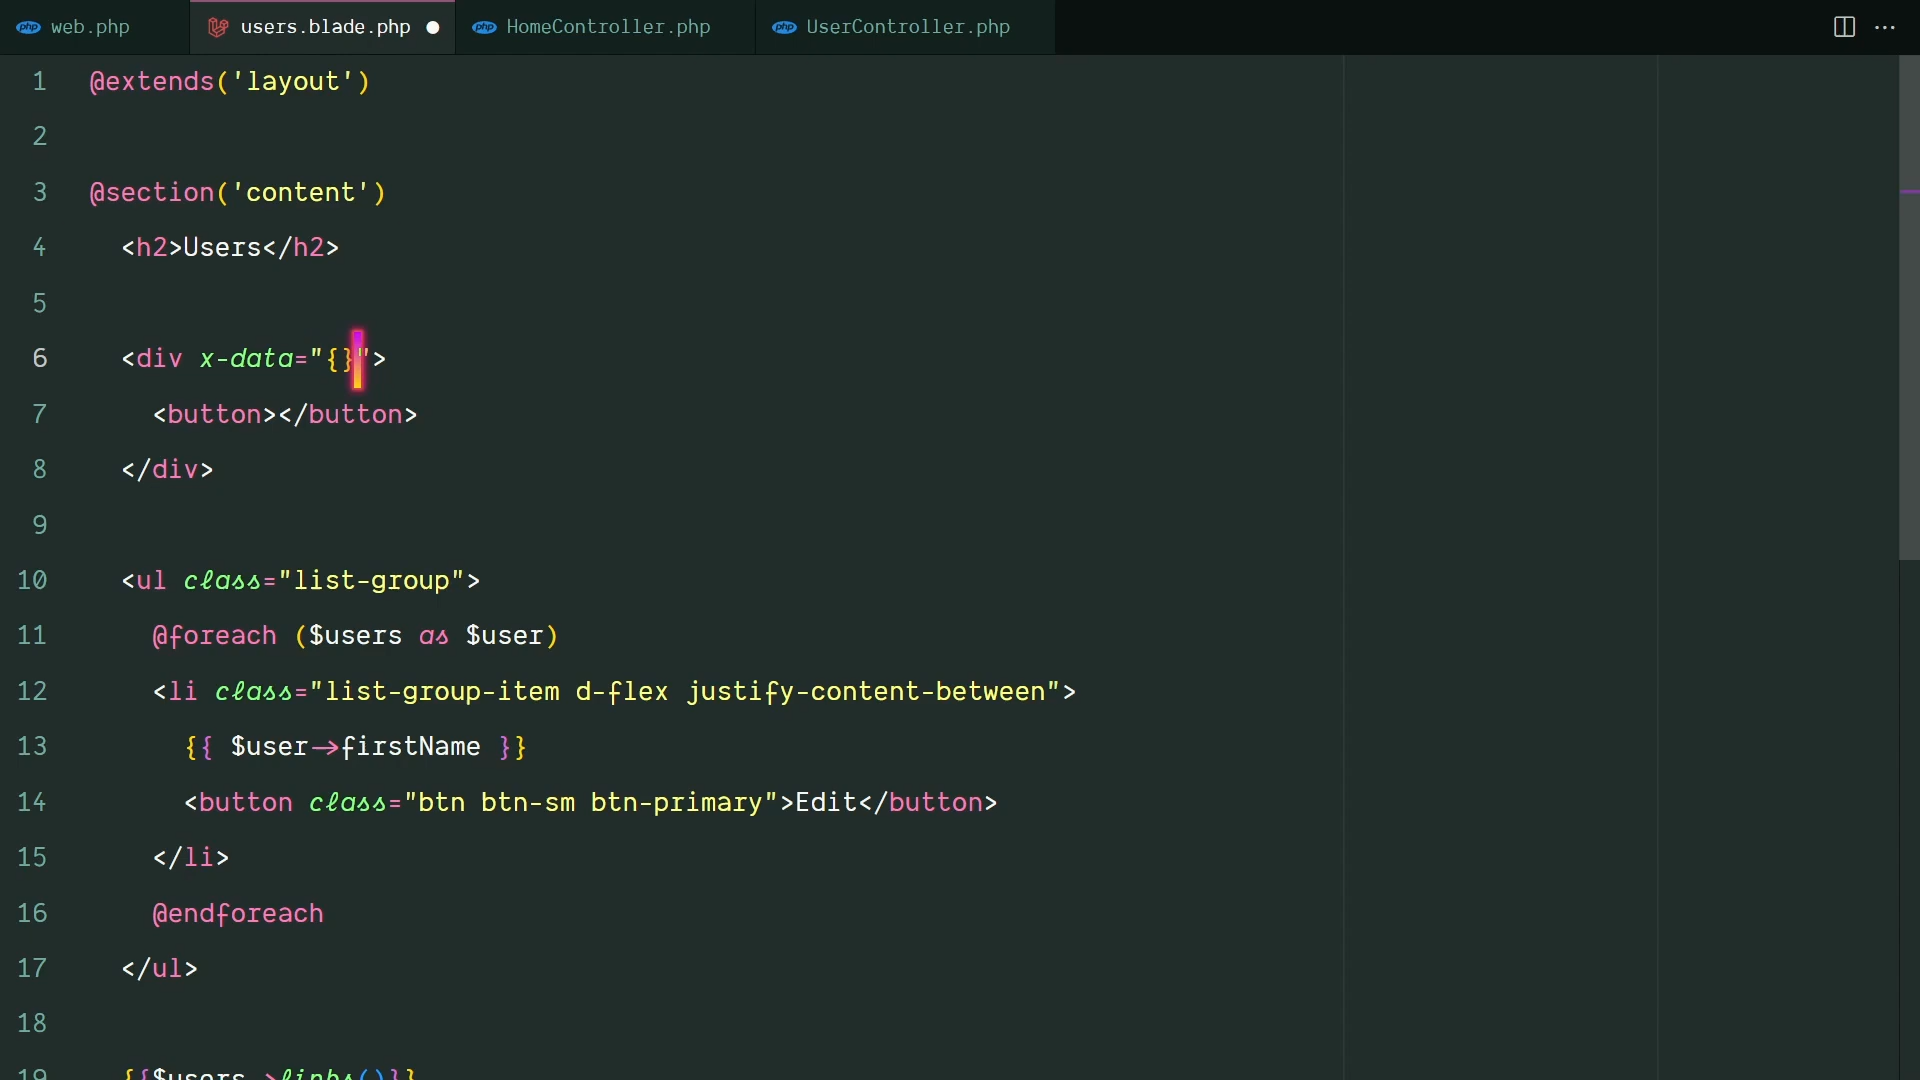 web.php users.blade.php HomeController.php UserController.php
1 @extends('layout')
2
3 @section('content')
4 <h2>Users</h2>
5
6 <div x-data="{}">
7 <button></button>
8 </div>
9
10 <ul class="list-group">
11 @foreach ($users as $user)
12 <li class="list-group-item d-flex justify-content-between">
13 {{ $user->firstName }}
14 <button class="btn btn-sm btn-primary">Edit</button>
15 </li>
16 @endforeach
17 </ul>
18
19 {{$users->links()}}